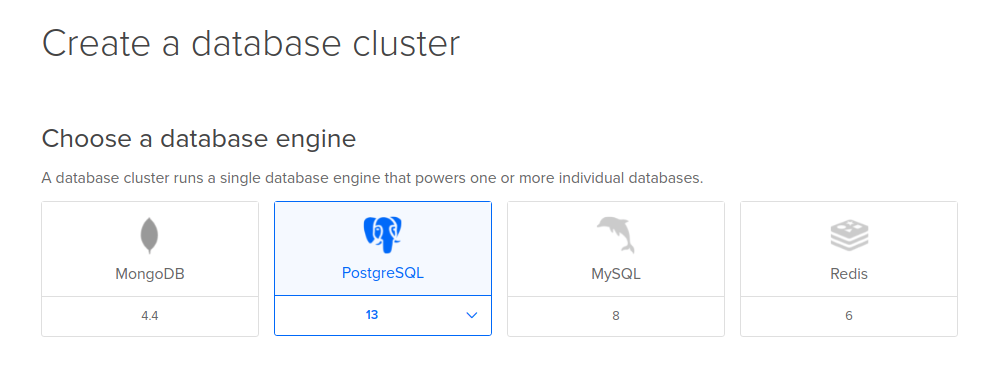 Create a database cluster
Choose a database engine
A database cluster runs a single database engine that powers one or more individual databases.
MongoDB
PostgreSQL
MySQL
Redis
4.4
13
8
6